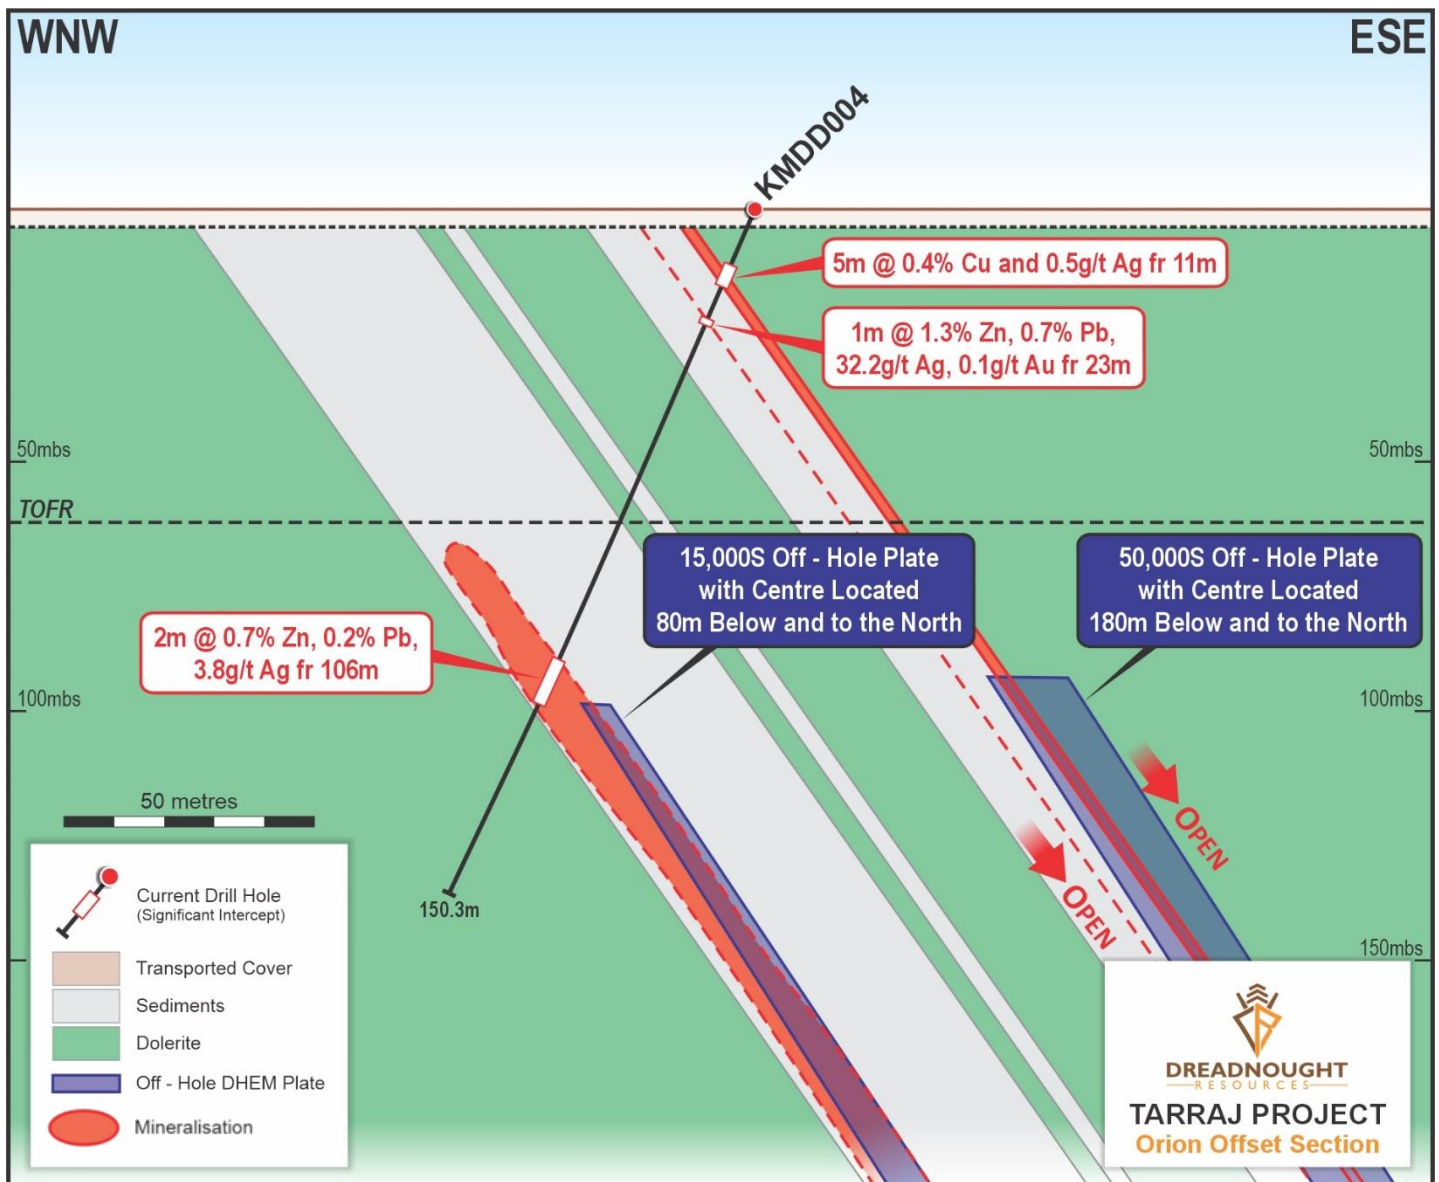 WNW
ESE
KMDD004
5m @ 0.4% Cu and 0.5g/t Ag fr 11m
1m @ 1.3% Zn, 0.7% Pb,
32.2g/t Ag, 0.1g/t Au fr 23m
50mbs
50mbs
TOFR
15,000S Off - Hole Plate
with Centre Located
80m Below and to the North
50,000S Off - Hole Plate
with Centre Located
180m Below and to the North
2m @ 0.7% Zn, 0.2% Pb,
3.8g/t Ag fr 106m
100mbs
100mbs
OPEN
OPEN
150.3m
150mbs
50 metres
Current Drill Hole
(Significant Intercept)
Transported Cover
Sediments
Dolerite
Off - Hole DHEM Plate
Mineralisation
DREADNOUGHT
RESOURCES
TARRAJ PROJECT
Orion Offset Section